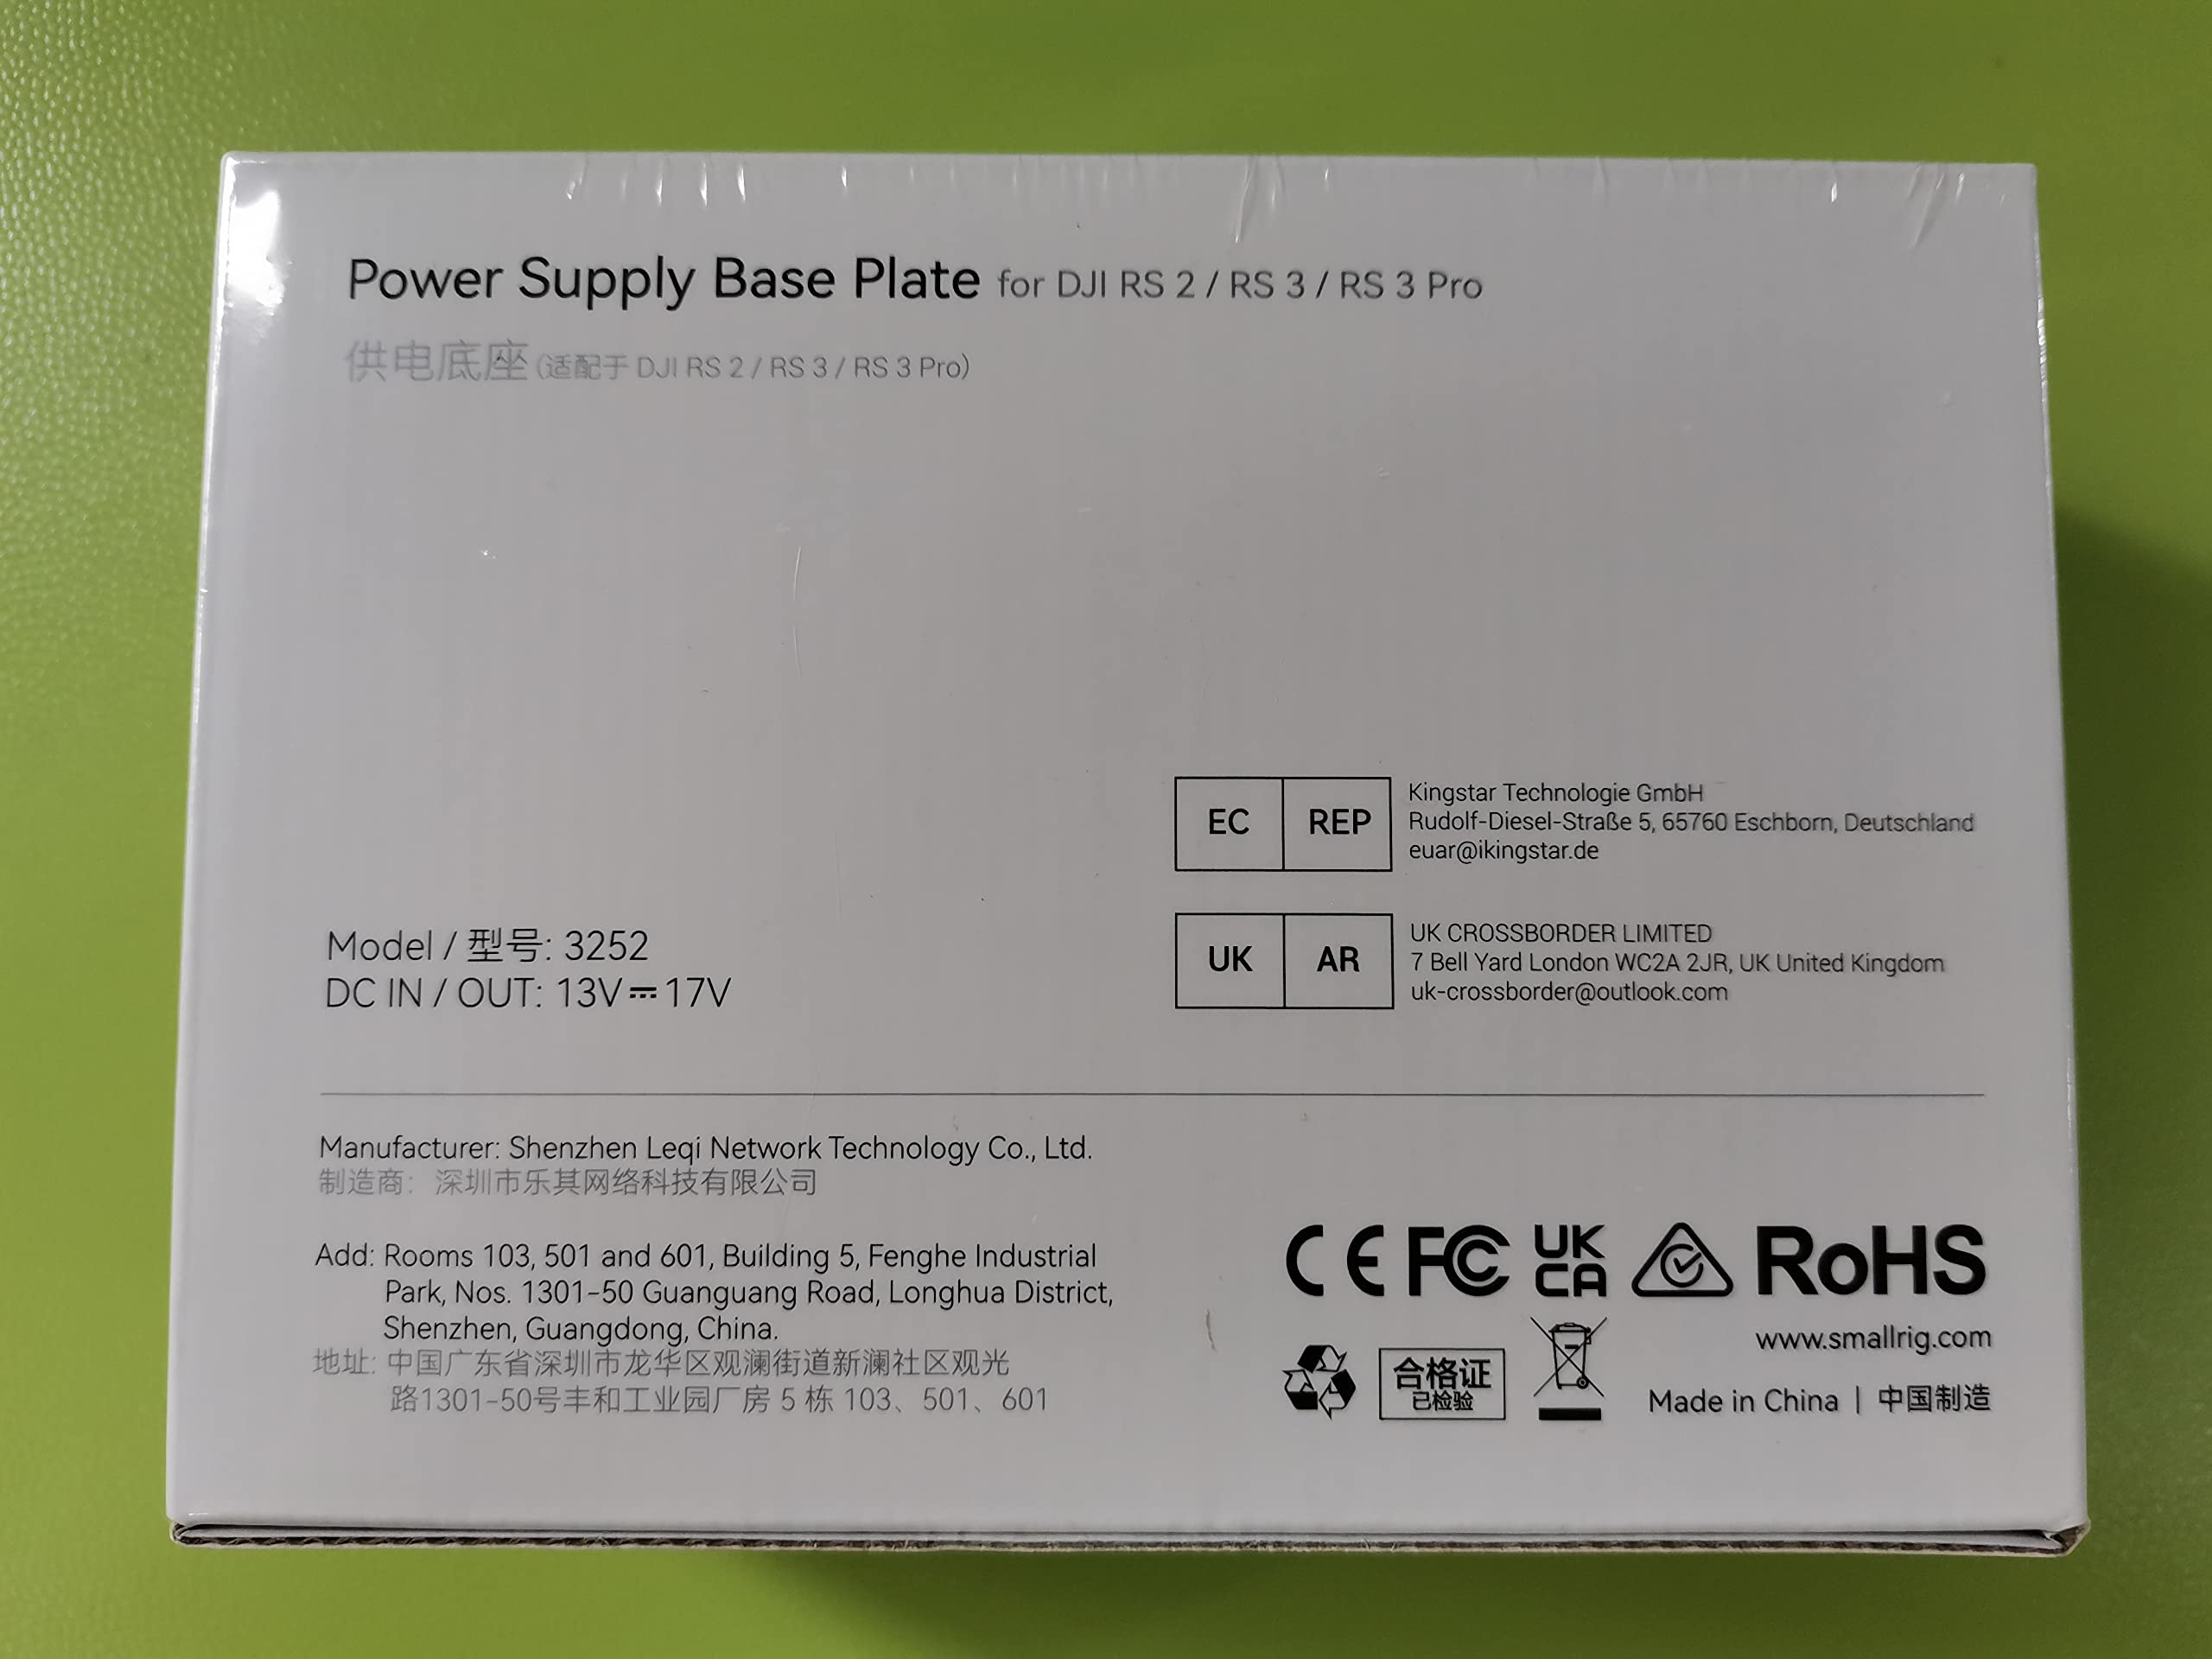 Power Supply Base Plate for DJI RS 2 / RS 3 / RS 3 Pro
供电底座 (适配于 DJI RS 2 / RS 3 / RS 3 Pro)
EC REP
Kingstar Technologie GmbH
Rudolf-Diesel-Straße 5, 65760 Eschborn, Deutschland
euar@ikingstar.de
UK AR
UK CROSSBORDER LIMITED
7 Bell Yard London WC2A 2JR, UK United Kingdom
uk-crossborder@outlook.com
Model / 型号: 3252
DC IN / OUT: 13V⎓17V
Manufacturer: Shenzhen Leqi Network Technology Co., Ltd.
制造商: 深圳市乐其网络科技有限公司
Add: Rooms 103, 501 and 601, Building 5, Fenghe Industrial
Park, Nos. 1301-50 Guanguang Road, Longhua District,
Shenzhen, Guangdong, China.
地址: 中国广东省深圳市龙华区观澜街道新澜社区观光
路1301-50号丰和工业园厂房 5 栋 103、501、601
CE FC UK
CA RoHS
www.smallrig.com
合格证
已检验
Made in China | 中国制造